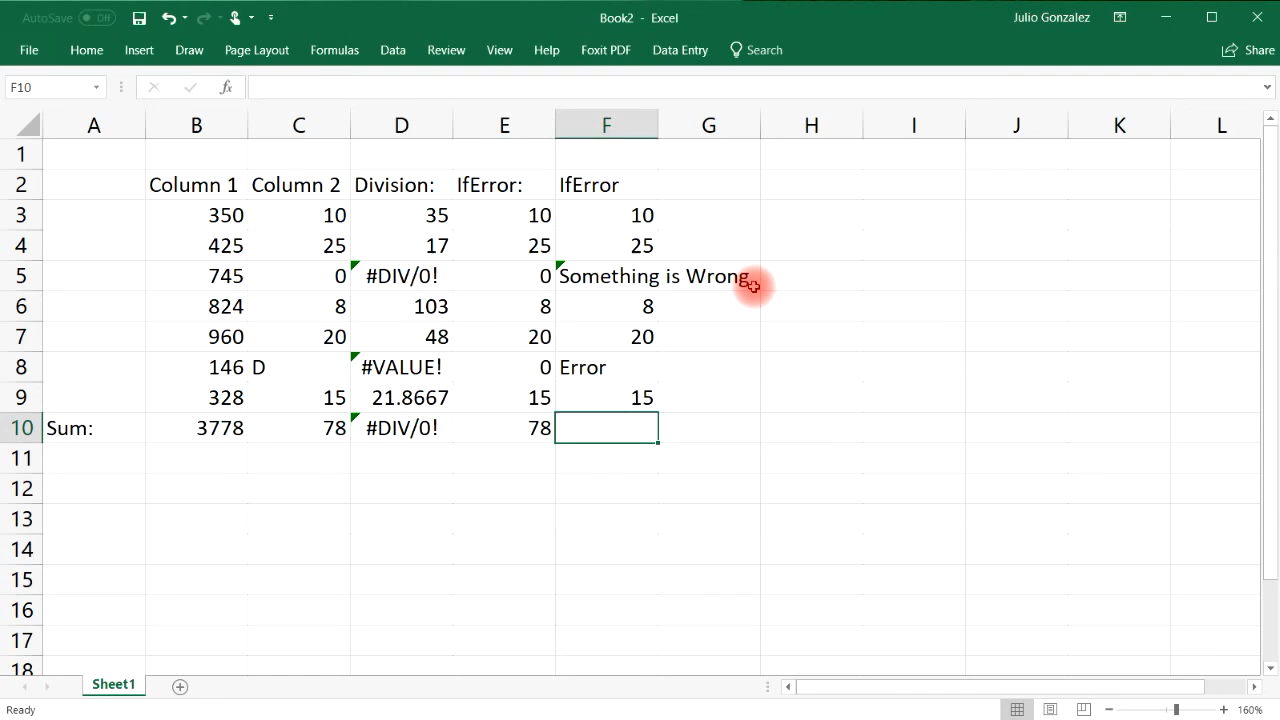 AutoSave Off Book2 - Excel Julio Gonzalez
File Home Insert Draw Page Layout Formulas Data Review View Help Foxit PDF Data Entry Search Share
F10 fx
A B C D E F G H I J K L
1
2 Column 1 Column 2 Division: IfError: IfError
3 350 10 35 10 10
4 425 25 17 25 25
5 745 0 #DIV/0! 0 Something is Wrong
6 824 8 103 8 8
7 960 20 48 20 20
8 146 D #VALUE! 0 Error
9 328 15 21.8667 15 15
10 Sum: 3778 78 #DIV/0! 78
11
12
13
14
15
16
17
18
Sheet1
Ready 160%